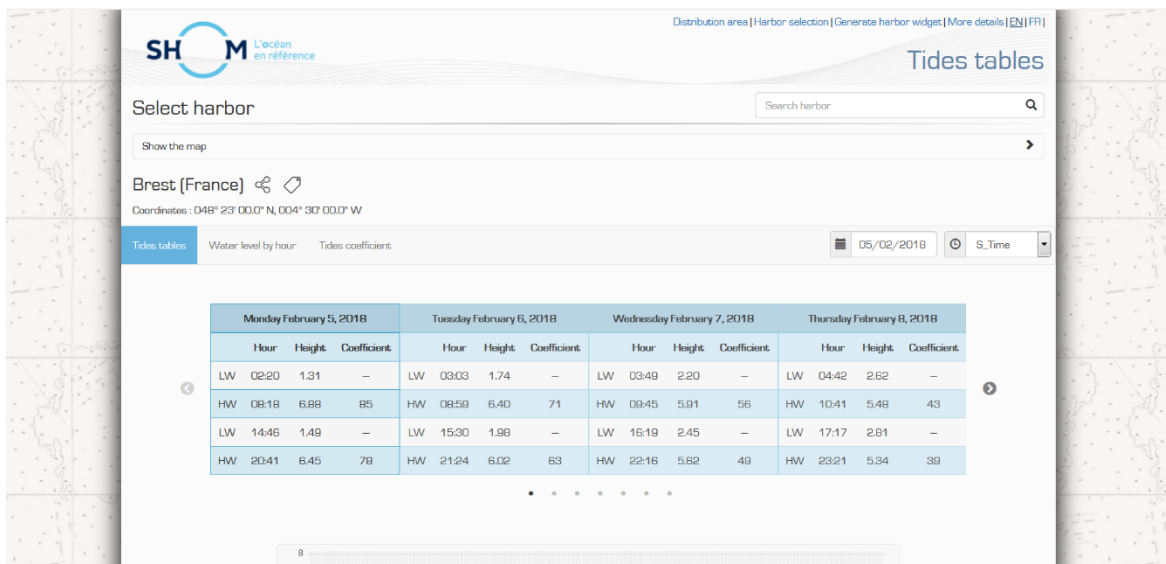 Distribution area | Harbor selection | Generate harbor widget | More details | EN | FR |
SHOM L'océan
en référence
Tides tables
Select harbor
Search harbor
Show the map
Brest (France)
Coordinates : 048° 23' 00.0" N, 004° 30' 00.0" W
Tides tables Water level by hour Tides coefficient 05/02/2018 S_Time
Monday February 5, 2018 Tuesday February 6, 2018 Wednesday February 7, 2018 Thursday February 8, 2018
Hour Height Coefficient Hour Height Coefficient Hour Height Coefficient Hour Height Coefficient
LW 02:20 1.31 — LW 03:03 1.74 — LW 03:49 2.20 — LW 04:42 2.62 —
HW 08:18 6.88 85 HW 08:59 6.40 71 HW 09:45 5.91 56 HW 10:41 5.48 43
LW 14:46 1.49 — LW 15:30 1.98 — LW 16:19 2.45 — LW 17:17 2.81 —
HW 20:41 6.45 78 HW 21:24 6.02 63 HW 22:16 5.62 49 HW 23:21 5.34 39
8